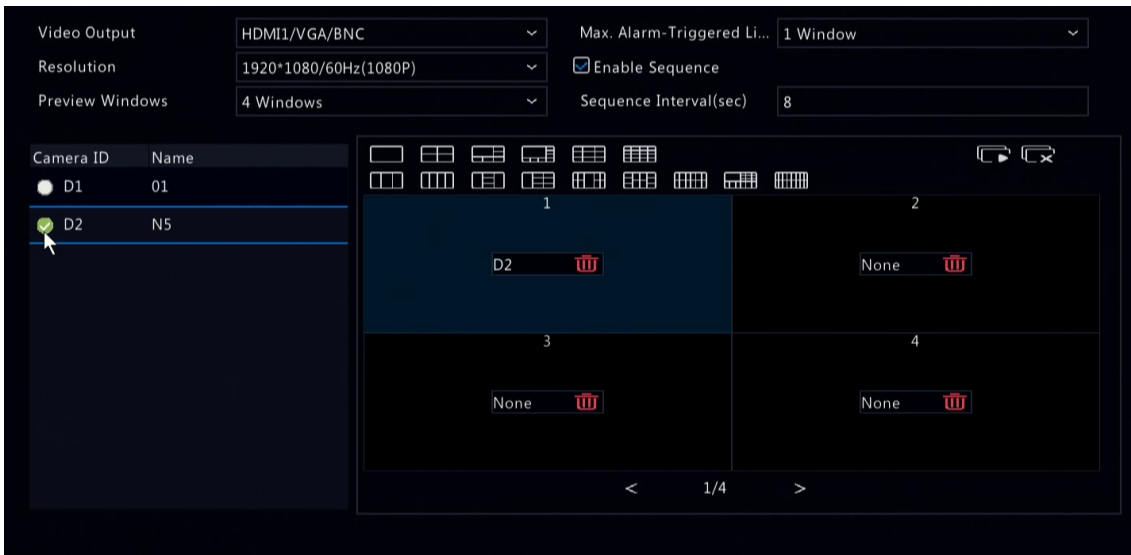 Video Output HDMI1/VGA/BNC Max. Alarm-Triggered Li... 1 Window
Resolution 1920*1080/60Hz(1080P) Enable Sequence
Preview Windows 4 Windows Sequence Interval(sec) 8
Camera ID Name
D1 01
D2 N5
1 2
D2 None
3 4
None None
< 1/4 >